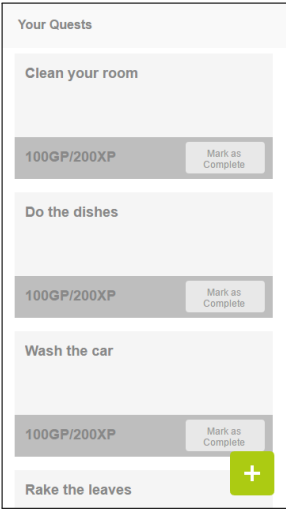 Your Quests
Clean your room
100GP/200XP
Mark as
Complete
Do the dishes
100GP/200XP
Mark as
Complete
Wash the car
100GP/200XP
Mark as
Complete
+
Rake the leaves